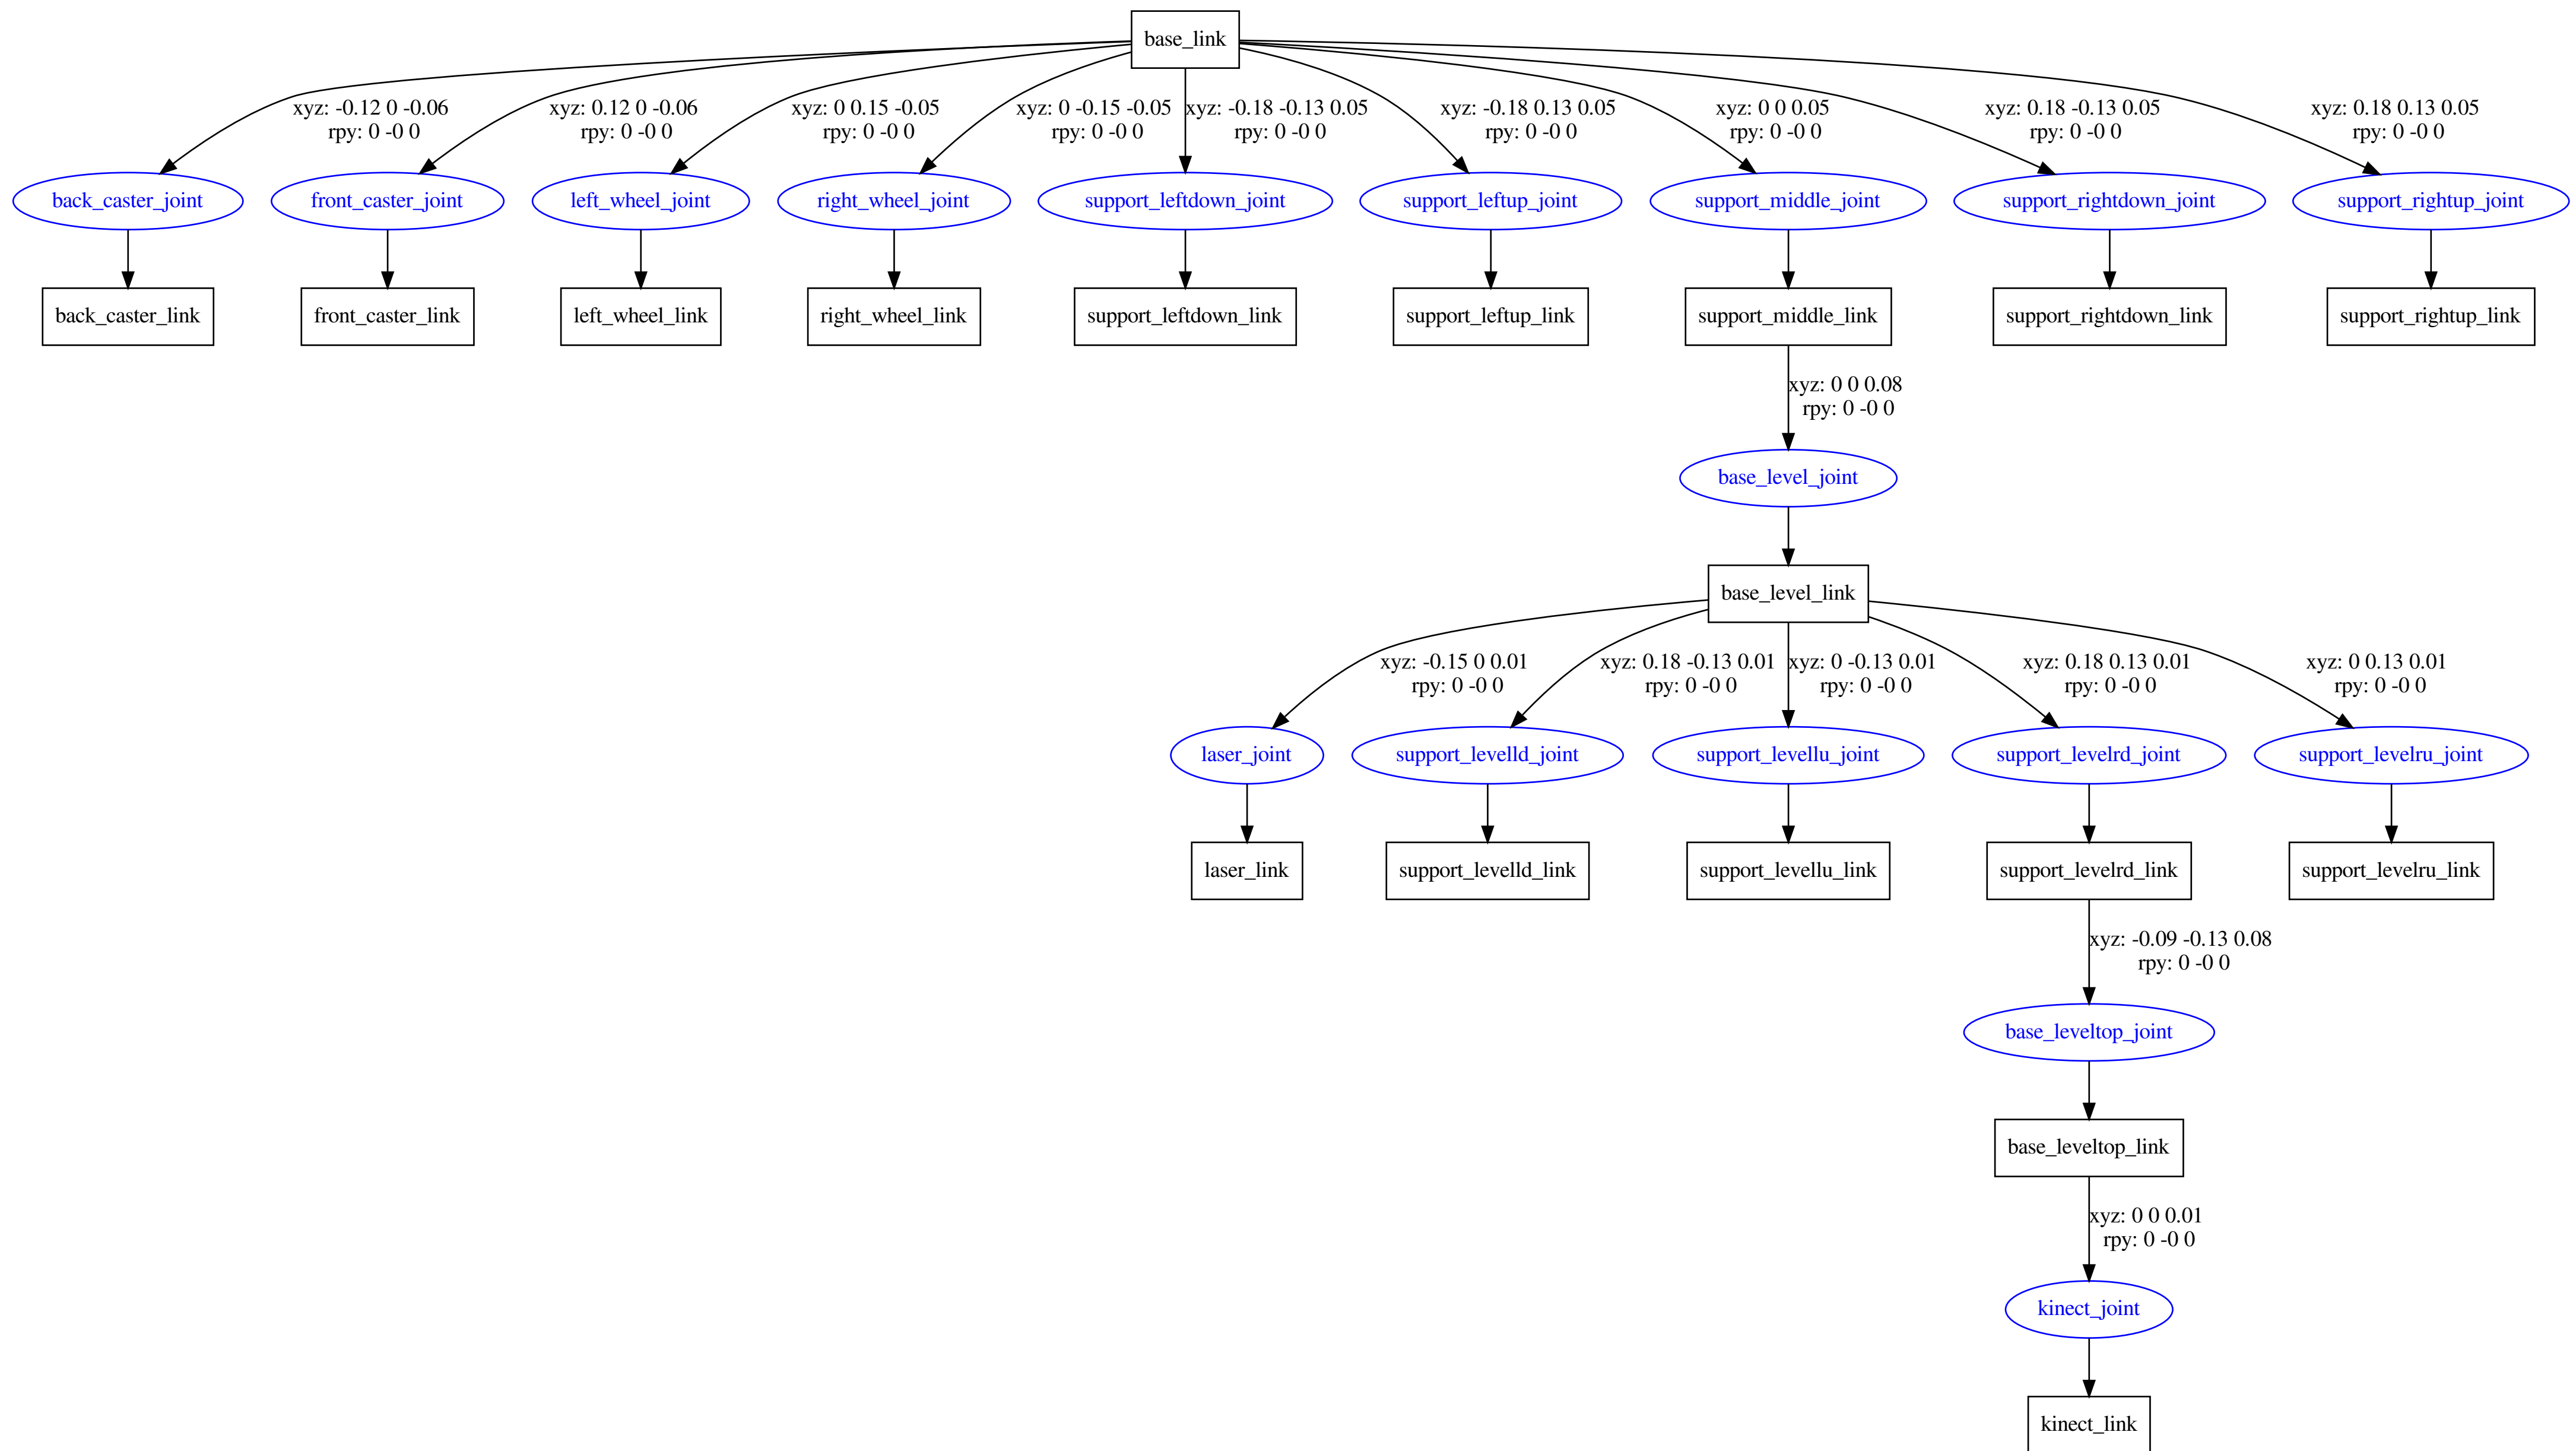 base_link
xyz: -0.12 0 -0.06
rpy: 0 -0 0
xyz: 0.12 0 -0.06
rpy: 0 -0 0
xyz: 0 0.15 -0.05
rpy: 0 -0 0
xyz: 0 -0.15 -0.05
rpy: 0 -0 0
xyz: -0.18 -0.13 0.05
rpy: 0 -0 0
xyz: -0.18 0.13 0.05
rpy: 0 -0 0
xyz: 0 0 0.05
rpy: 0 -0 0
xyz: 0.18 -0.13 0.05
rpy: 0 -0 0
xyz: 0.18 0.13 0.05
rpy: 0 -0 0
back_caster_joint
front_caster_joint
left_wheel_joint
right_wheel_joint
support_leftdown_joint
support_leftup_joint
support_middle_joint
support_rightdown_joint
support_rightup_joint
back_caster_link
front_caster_link
left_wheel_link
right_wheel_link
support_leftdown_link
support_leftup_link
support_middle_link
support_rightdown_link
support_rightup_link
xyz: 0 0 0.08
rpy: 0 -0 0
base_level_joint
base_level_link
xyz: -0.15 0 0.01
rpy: 0 -0 0
xyz: 0.18 -0.13 0.01
rpy: 0 -0 0
xyz: 0 -0.13 0.01
rpy: 0 -0 0
xyz: 0.18 0.13 0.01
rpy: 0 -0 0
xyz: 0 0.13 0.01
rpy: 0 -0 0
laser_joint
support_levelld_joint
support_levellu_joint
support_levelrd_joint
support_levelru_joint
laser_link
support_levelld_link
support_levellu_link
support_levelrd_link
support_levelru_link
xyz: -0.09 -0.13 0.08
rpy: 0 -0 0
base_leveltop_joint
base_leveltop_link
xyz: 0 0 0.01
rpy: 0 -0 0
kinect_joint
kinect_link